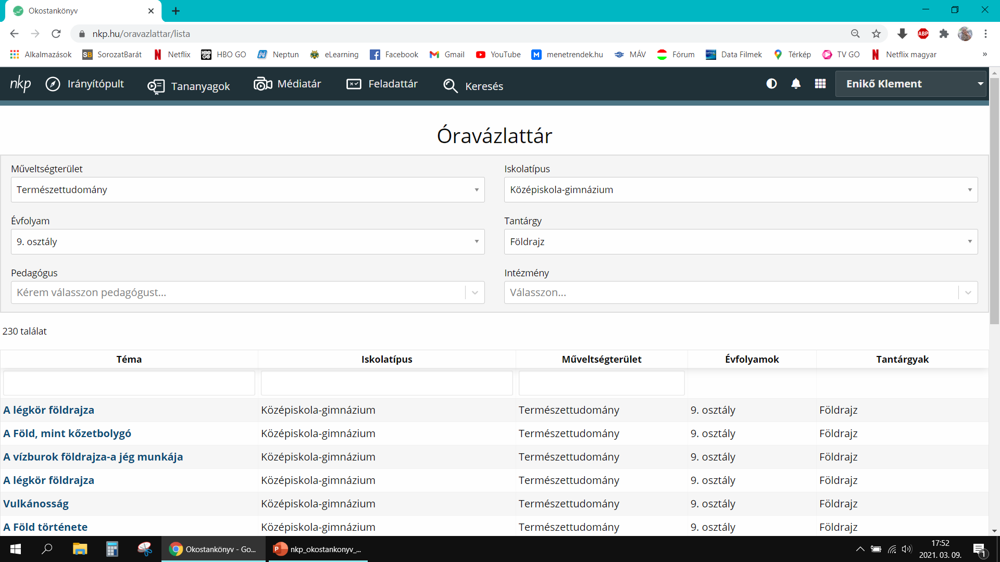 Okostankönyv
nkp.hu/oravazlattar/lista
ABP
Alkalmazások SorozatBarát Netflix HBO GO Neptun eLearning Facebook Gmail YouTube menetrendek.hu MÁV Fórum Data Filmek Térkép TV GO Netflix magyar »
nkp Irányítópult Tananyagok Médiatár Feladattár Keresés Enikő Klement
Óravázlattár
Műveltségterület Iskolatípus
Természettudomány Középiskola-gimnázium
Évfolyam Tantárgy
9. osztály Földrajz
Pedagógus Intézmény
Kérem válasszon pedagógust... Válasszon...
230 találat
Téma Iskolatípus Műveltségterület Évfolyamok Tantárgyak
A légkör földrajza Középiskola-gimnázium Természettudomány 9. osztály Földrajz
A Föld, mint kőzetbolygó Középiskola-gimnázium Természettudomány 9. osztály Földrajz
A vízburok földrajza-a jég munkája Középiskola-gimnázium Természettudomány 9. osztály Földrajz
A légkör földrajza Középiskola-gimnázium Természettudomány 9. osztály Földrajz
Vulkánosság Középiskola-gimnázium Természettudomány 9. osztály Földrajz
A Föld története Középiskola-gimnázium Természettudomány 9. osztály Földrajz
Okostankönyv - Go... nkp_okostankonyv_...
17:52
2021. 03. 09.
1